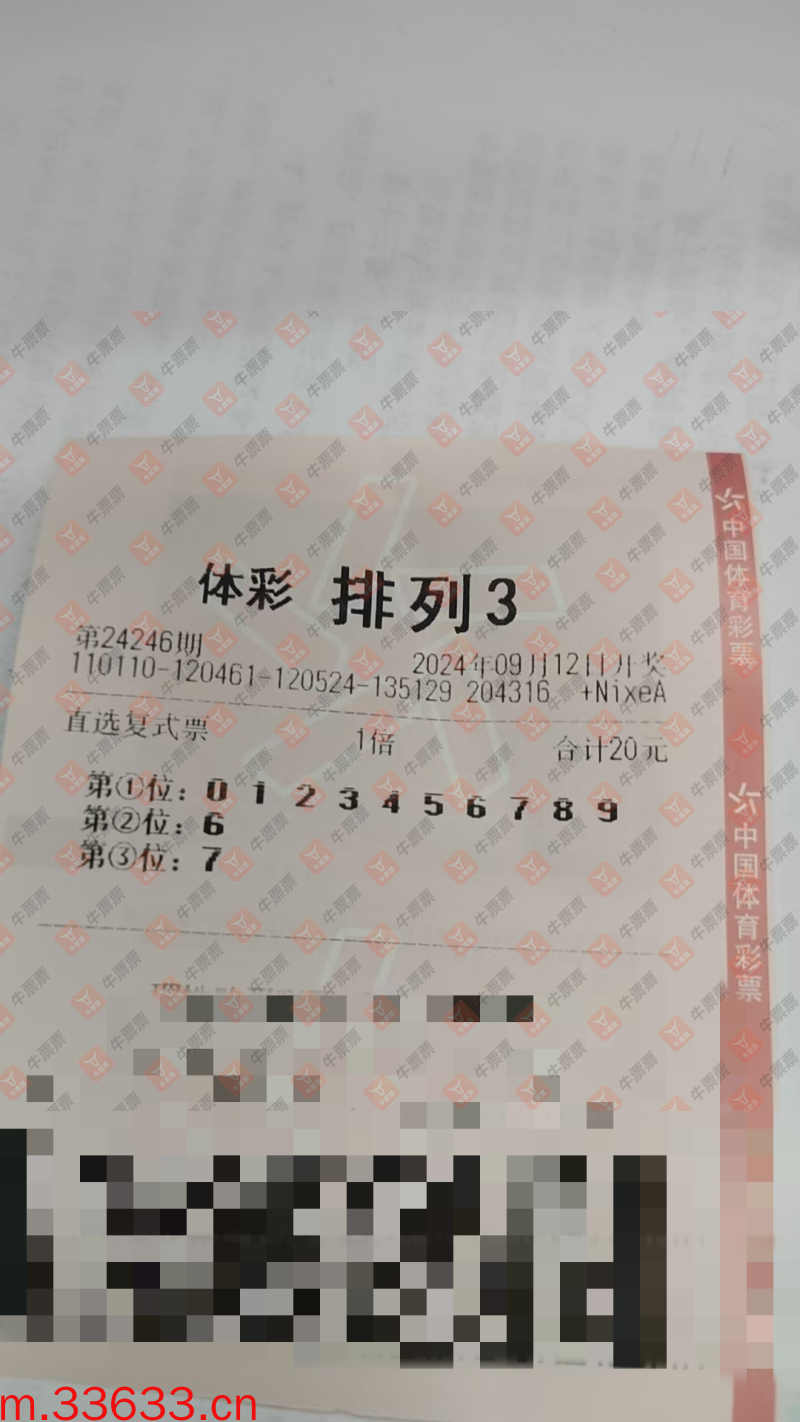 体彩 排列3
第24246期
2024年09月12日开奖
110110-120461-120524-135129 204316 +NixeA
直选复式票 1倍 合计20元
第①位：0 1 2 3 4 5 6 7 8 9
第②位：6
第③位：7
中国体育彩票
中国体育彩票
牛票票
m.33633.cn